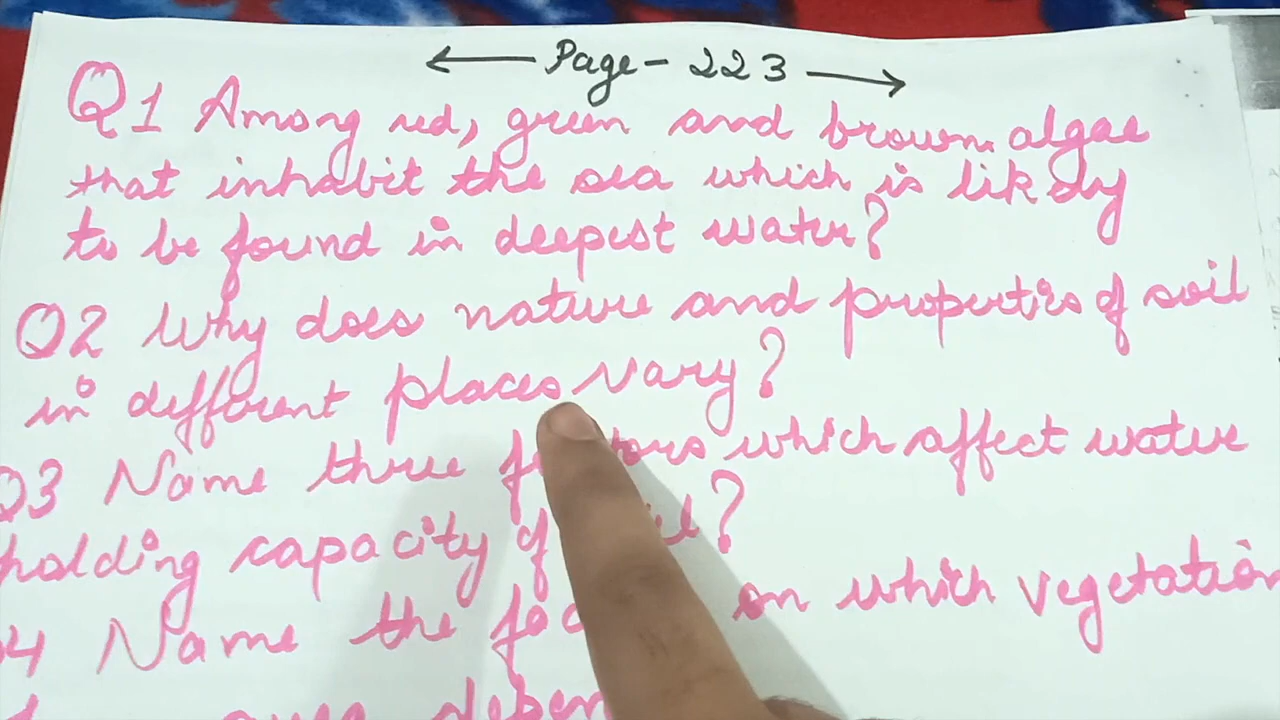 Page - 223
Q1 Among red, green and brown algae
that inhabit the sea which is likely
to be found in deepest water?
Q2 Why does nature and properties of soil
in different places vary?
Q3 Name three which affect water
holding capacity of
Name the on which vegetation